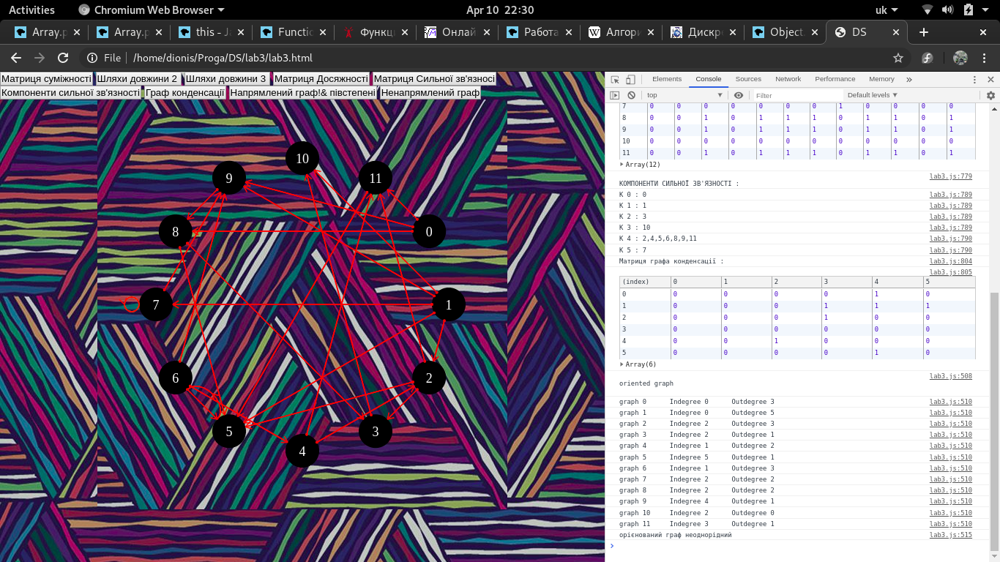 Activities Chromium Web Browser Apr 10 22:30 uk
Array.p Array.p this - Ja Functio Функц Онлай Работа Алгори Дискре Object. DS
File /home/dionis/Proga/DS/lab3/lab3.html
Матриця суміжності Шляхи довжини 2 Шляхи довжини 3 Матриця Досяжності Матриця Сильної зв'язносі
Компоненти сильної зв'язності Граф конденсації Напрямлений граф!& півстепені Ненапрямлений граф
10
9
11
8
0
7
1
6
2
5
3
4
Elements Console Sources Network Performance Memory »
top Filter Default levels
7 0 0 0 0 0 0 0 1 0 0 0 0
8 0 0 1 0 1 1 1 0 1 1 0 1
9 0 0 1 0 1 1 1 0 1 1 0 1
10 0 0 0 0 0 0 0 0 0 0 0 0
11 0 0 1 0 1 1 1 0 1 1 0 1
Array(12)
lab3.js:779
КОМПОНЕНТИ СИЛЬНОЇ ЗВ'ЯЗНОСТІ :
K 0 : 0 lab3.js:789
K 1 : 1 lab3.js:789
K 2 : 3 lab3.js:789
K 3 : 10 lab3.js:789
K 4 : 2,4,5,6,8,9,11 lab3.js:790
K 5 : 7 lab3.js:790
Матриця графа конденсації : lab3.js:804
lab3.js:805
(index) 0 1 2 3 4 5
0 0 0 0 0 1 0
1 0 0 0 1 1 1
2 0 0 0 1 0 0
3 0 0 0 0 0 0
4 0 0 1 0 0 0
5 0 0 0 0 1 0
Array(6)
lab3.js:508
oriented graph
graph 0 Indegree 0 Outdegree 3 lab3.js:510
graph 1 Indegree 0 Outdegree 5 lab3.js:510
graph 2 Indegree 2 Outdegree 3 lab3.js:510
graph 3 Indegree 2 Outdegree 1 lab3.js:510
graph 4 Indegree 1 Outdegree 2 lab3.js:510
graph 5 Indegree 5 Outdegree 1 lab3.js:510
graph 6 Indegree 1 Outdegree 3 lab3.js:510
graph 7 Indegree 2 Outdegree 2 lab3.js:510
graph 8 Indegree 2 Outdegree 2 lab3.js:510
graph 9 Indegree 4 Outdegree 1 lab3.js:510
graph 10 Indegree 2 Outdegree 0 lab3.js:510
graph 11 Indegree 3 Outdegree 1 lab3.js:510
орієнований граф неоднорідний lab3.js:515